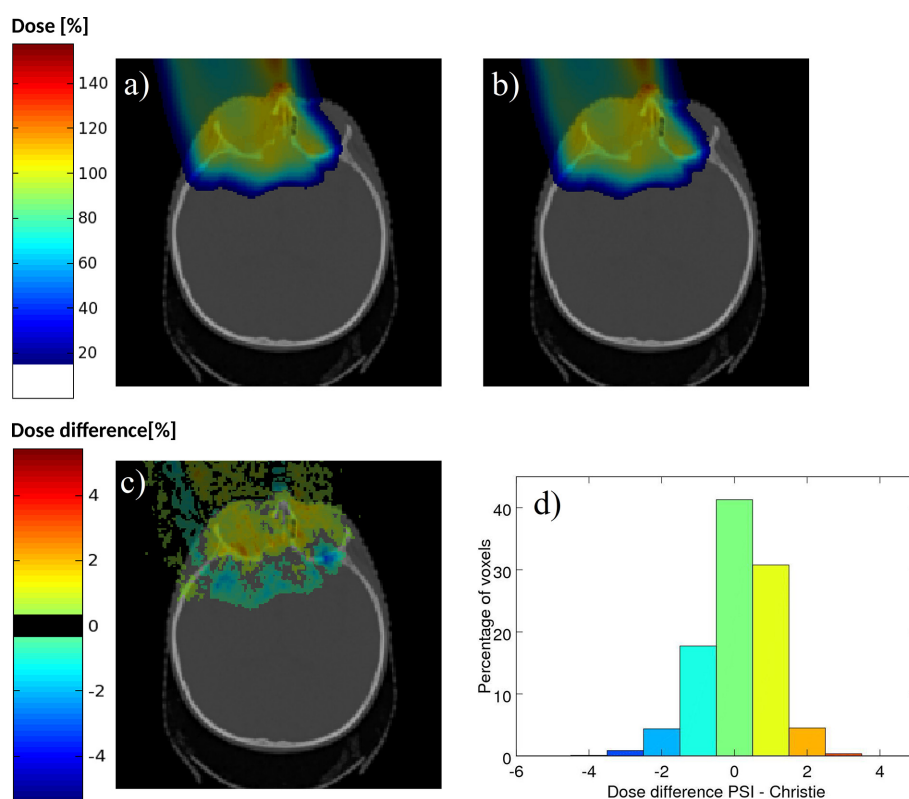 Dose [%]
a)
b)
140
120
100
80
60
40
20
Dose difference[%]
c)
d)
4
2
0
-2
-4
Percentage of voxels
40
30
20
10
0
-6 -4 -2 0 2 4
Dose difference PSI - Christie